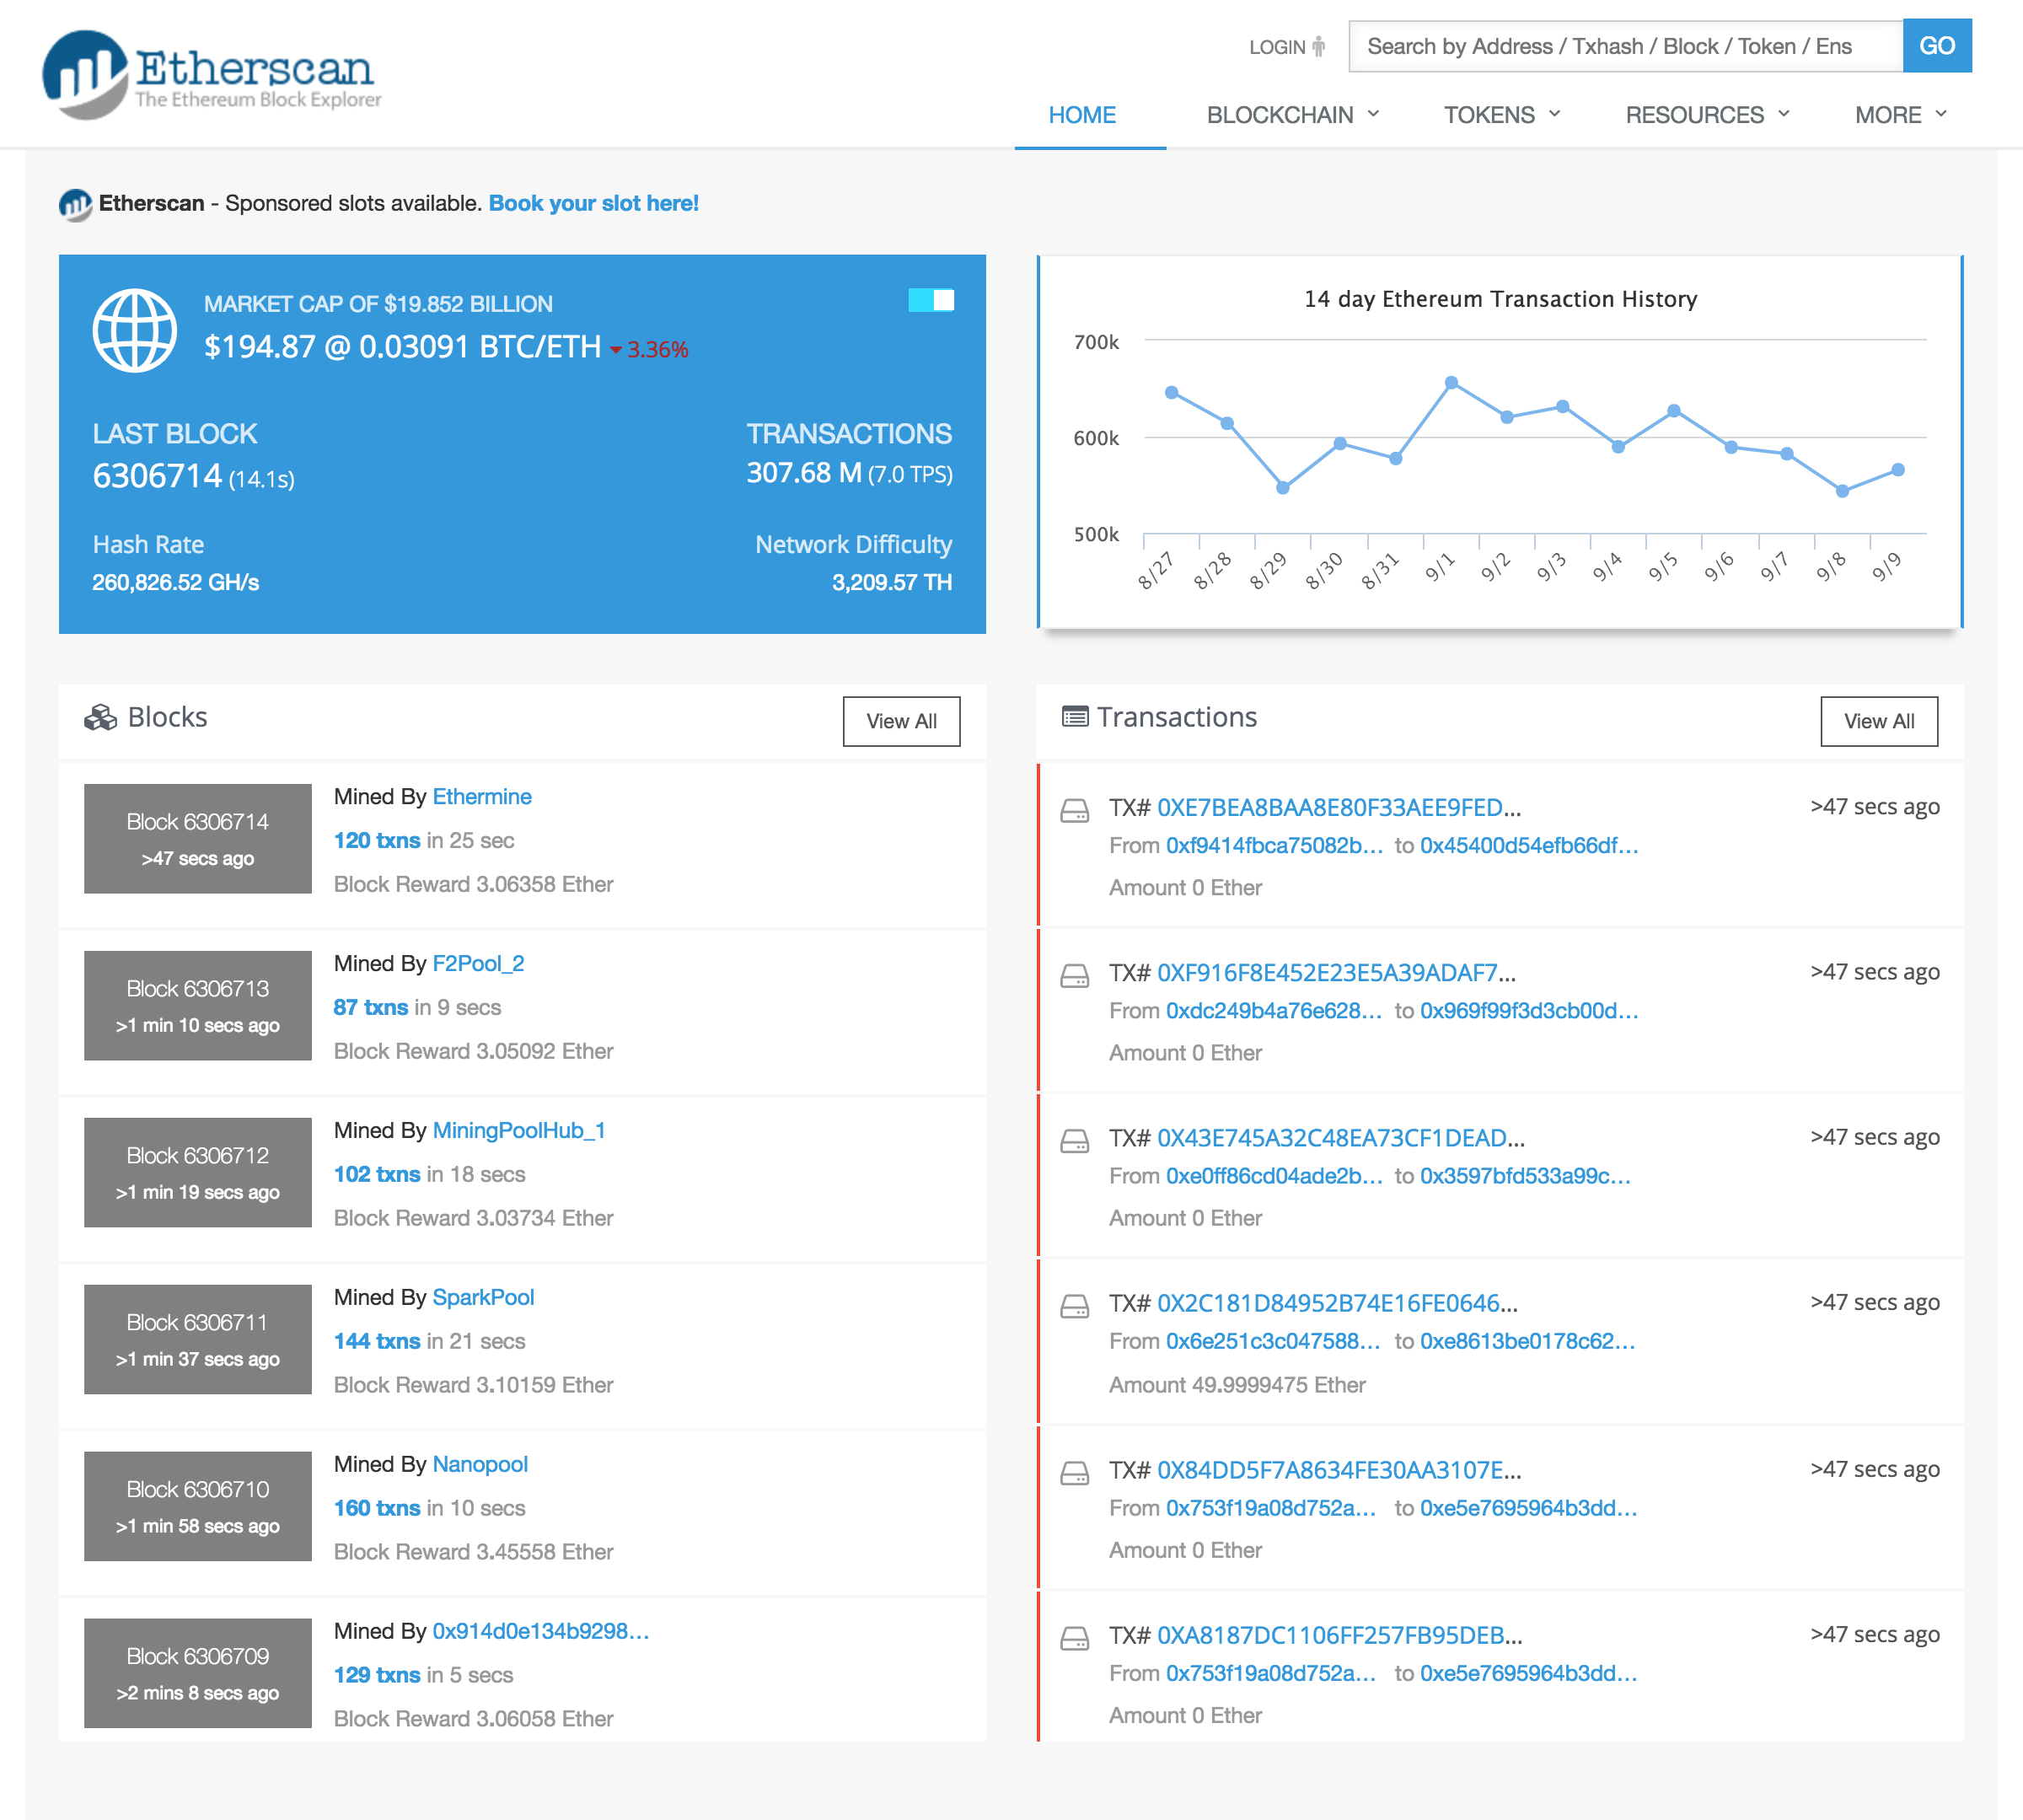 Etherscan
The Ethereum Block Explorer
LOGIN
Search by Address / Txhash / Block / Token / Ens
GO
HOME
BLOCKCHAIN
TOKENS
RESOURCES
MORE
Etherscan - Sponsored slots available. Book your slot here!
MARKET CAP OF $19.852 BILLION
$194.87 @ 0.03091 BTC/ETH 3.36%
LAST BLOCK
6306714 (14.1s)
TRANSACTIONS
307.68 M (7.0 TPS)
Hash Rate
260,826.52 GH/s
Network Difficulty
3,209.57 TH
14 day Ethereum Transaction History
700k
600k
500k
8/27
8/28
8/29
8/30
8/31
9/1
9/2
9/3
9/4
9/5
9/6
9/7
9/8
9/9
Blocks
View All
Block 6306714
>47 secs ago
Mined By Ethermine
120 txns in 25 sec
Block Reward 3.06358 Ether
Block 6306713
>1 min 10 secs ago
Mined By F2Pool_2
87 txns in 9 secs
Block Reward 3.05092 Ether
Block 6306712
>1 min 19 secs ago
Mined By MiningPoolHub_1
102 txns in 18 secs
Block Reward 3.03734 Ether
Block 6306711
>1 min 37 secs ago
Mined By SparkPool
144 txns in 21 secs
Block Reward 3.10159 Ether
Block 6306710
>1 min 58 secs ago
Mined By Nanopool
160 txns in 10 secs
Block Reward 3.45558 Ether
Block 6306709
>2 mins 8 secs ago
Mined By 0x914d0e134b9298...
129 txns in 5 secs
Block Reward 3.06058 Ether
Transactions
View All
TX# 0XE7BEA8BAA8E80F33AEE9FED...
>47 secs ago
From 0xf9414fbca75082b... to 0x45400d54efb66df...
Amount 0 Ether
TX# 0XF916F8E452E23E5A39ADAF7...
>47 secs ago
From 0xdc249b4a76e628... to 0x969f99f3d3cb00d...
Amount 0 Ether
TX# 0X43E745A32C48EA73CF1DEAD...
>47 secs ago
From 0xe0ff86cd04ade2b... to 0x3597bfd533a99c...
Amount 0 Ether
TX# 0X2C181D84952B74E16FE0646...
>47 secs ago
From 0x6e251c3c047588... to 0xe8613be0178c62...
Amount 49.9999475 Ether
TX# 0X84DD5F7A8634FE30AA3107E...
>47 secs ago
From 0x753f19a08d752a... to 0xe5e7695964b3dd...
Amount 0 Ether
TX# 0XA8187DC1106FF257FB95DEB...
>47 secs ago
From 0x753f19a08d752a... to 0xe5e7695964b3dd...
Amount 0 Ether